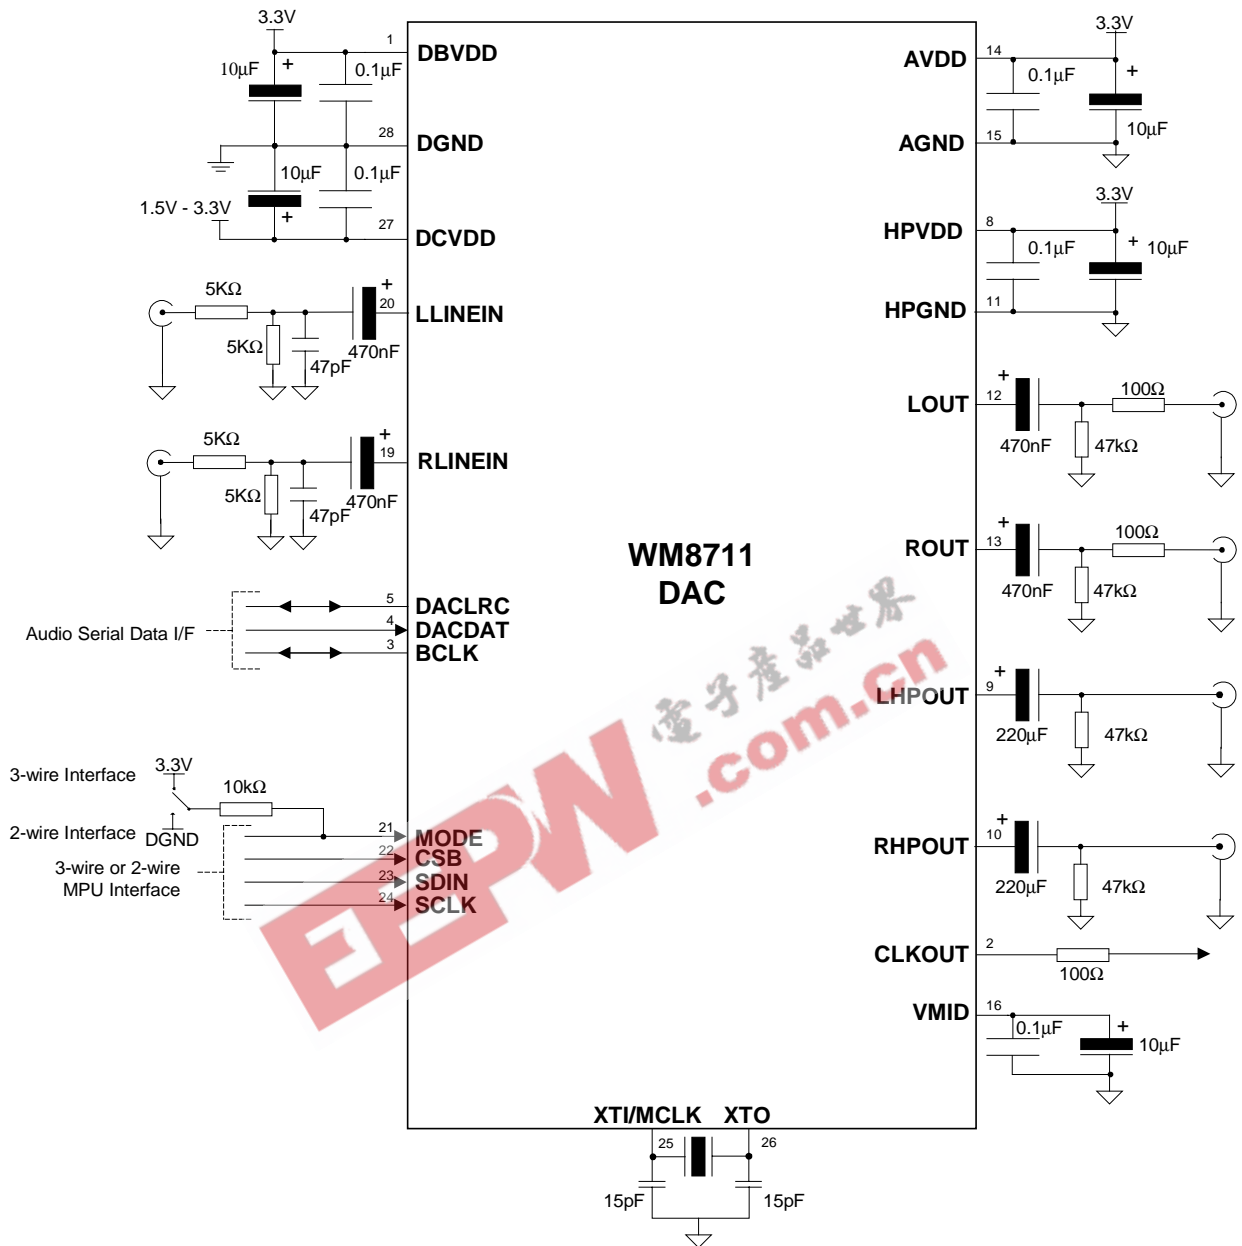 3.3V
1
DBVDD
10μF
+
0.1μF
28
DGND
10μF
0.1μF
+
1.5V - 3.3V
27
DCVDD
5KΩ
+
20
LLINEIN
5KΩ
47pF
470nF
5KΩ
+
19
RLINEIN
5KΩ
47pF
470nF
WM8711
DAC
Audio Serial Data I/F
5
DACLRC
4
DACDAT
3
BCLK
3-wire Interface
3.3V
10kΩ
2-wire Interface
DGND
3-wire or 2-wire
MPU Interface
21
MODE
22
CSB
23
SDIN
24
SCLK
3.3V
AVDD
14
0.1μF
+
10μF
AGND
15
3.3V
HPVDD
8
0.1μF
+
10μF
HPGND
11
LOUT
12
+
470nF
47kΩ
100Ω
ROUT
13
+
470nF
47kΩ
100Ω
LHPOUT
9
+
220μF
47kΩ
RHPOUT
10
+
220μF
47kΩ
CLKOUT
2
100Ω
VMID
16
0.1μF
+
10μF
XTI/MCLK
XTO
25
26
15pF
15pF
EEPW
.com.cn
電子產品世界